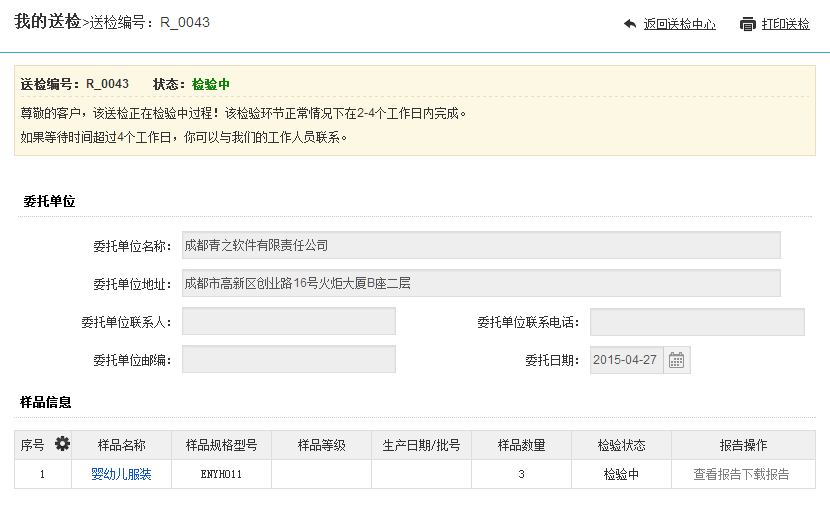 我的送检>送检编号：R_0043 返回送检中心 打印送检
送检编号：R_0043 状态：检验中
尊敬的客户，该送检正在检验中过程！该检验环节正常情况下在2-4个工作日内完成。
如果等待时间超过4个工作日，你可以与我们的工作人员联系。
委托单位
委托单位名称：成都青之软件有限责任公司
委托单位地址：成都市高新区创业路16号火炬大厦B座二层
委托单位联系人： 委托单位联系电话：
委托单位邮编： 委托日期：2015-04-27
样品信息
序号 样品名称 样品规格型号 样品等级 生产日期/批号 样品数量 检验状态 报告操作
1 婴幼儿服装 ENYH011 3 检验中 查看报告下载报告